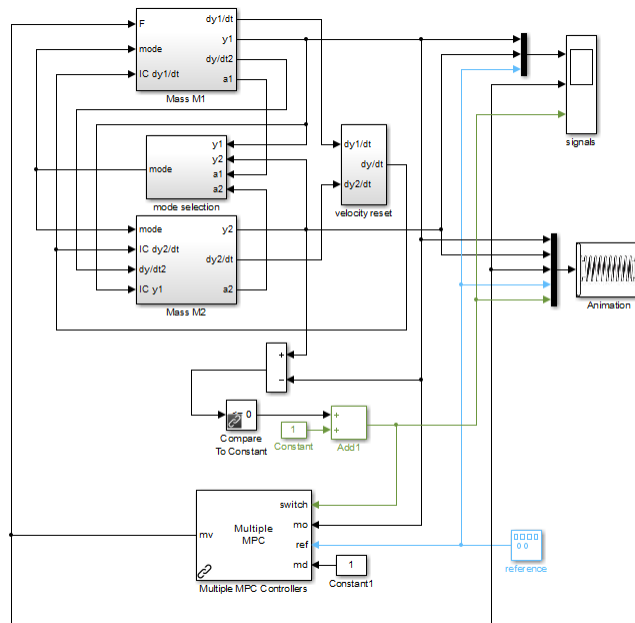 F
mode
IC dy1/dt
dy1/dt
y1
dy/dt2
a1
Mass M1
mode
y1
y2
a1
a2
mode selection
dy1/dt
dy/dt
dy2/dt
velocity reset
signals
mode
IC dy2/dt
dy/dt2
IC y1
y2
dy2/dt
a2
Mass M2
Animation
+
−
0
Compare
To Constant
1
Constant
+
+
Add1
mv
Multiple
MPC
switch
mo
ref
md
Multiple MPC Controllers
1
Constant1
reference